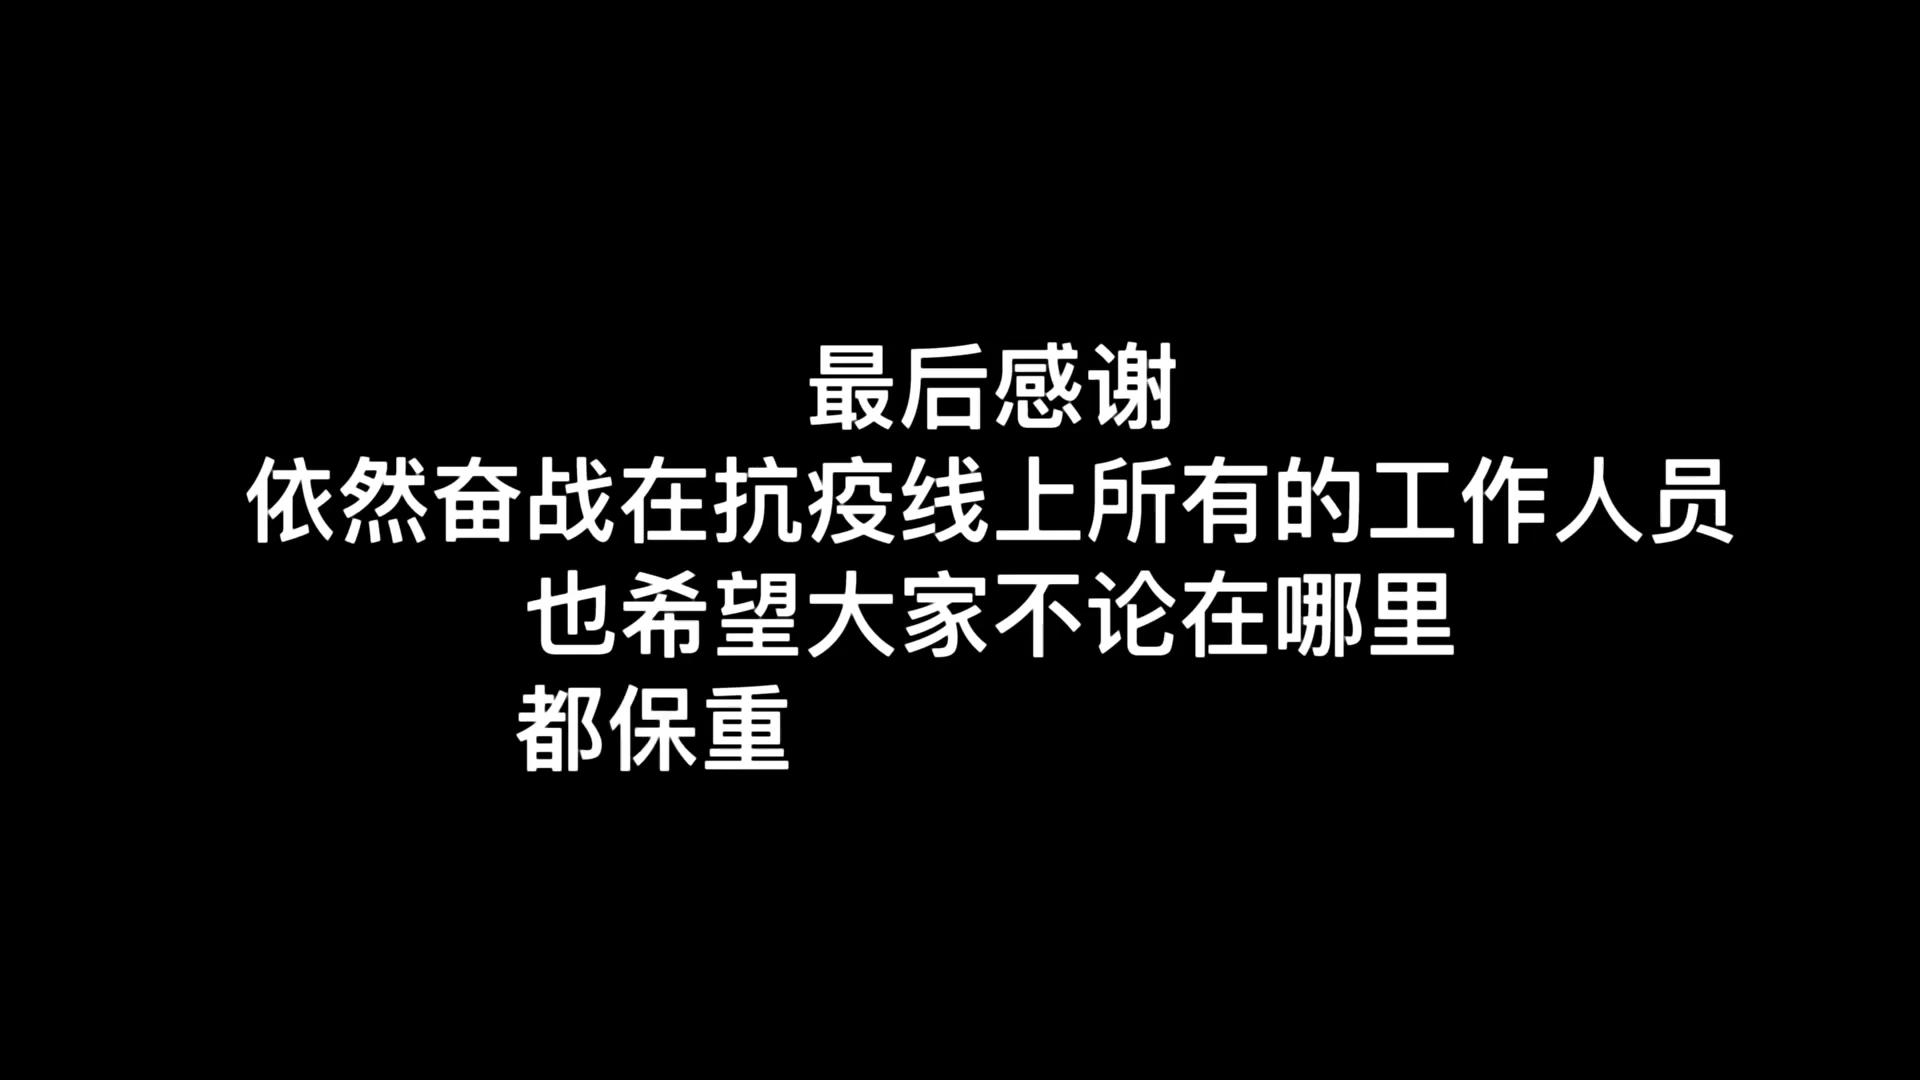 最后感谢
依然奋战在抗疫线上所有的工作人员
也希望大家不论在哪里
都保重